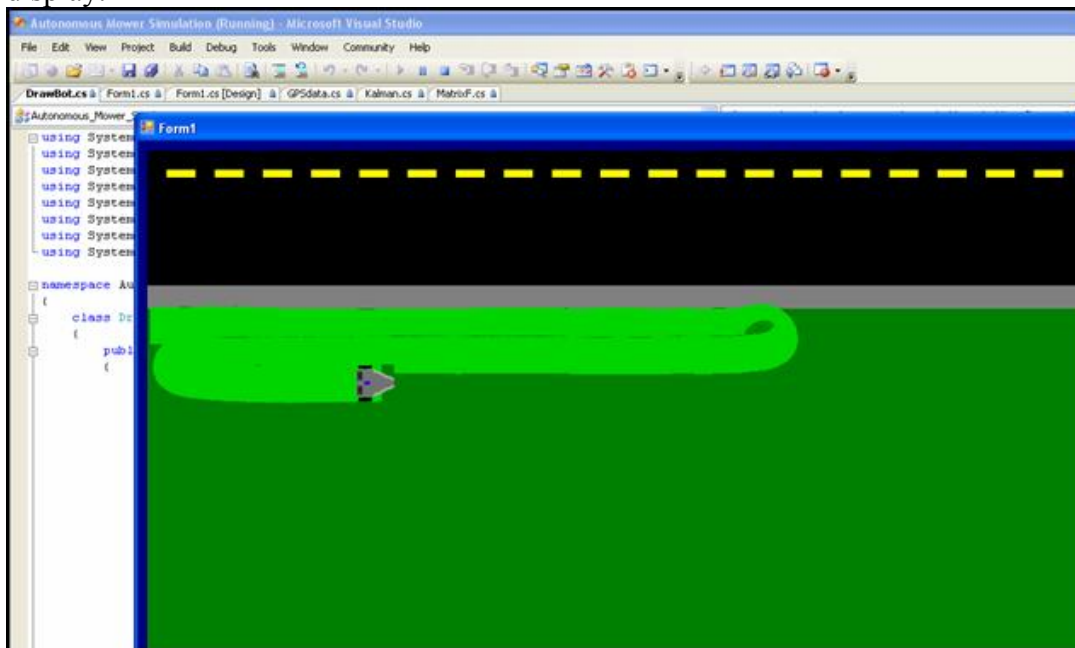 display.
Autonomous Mower Simulation (Running) - Microsoft Visual Studio
File Edit View Project Build Debug Tools Window Community Help
DrawBot.cs Form1.cs Form1.cs [Design] GPSdata.cs Kalman.cs MatrixF.cs
Autonomous_Mower_S
Form1
using System
using System
using System
using System
using System
using System
using System
using System
namespace Au
{
class Dr
{
publ
{